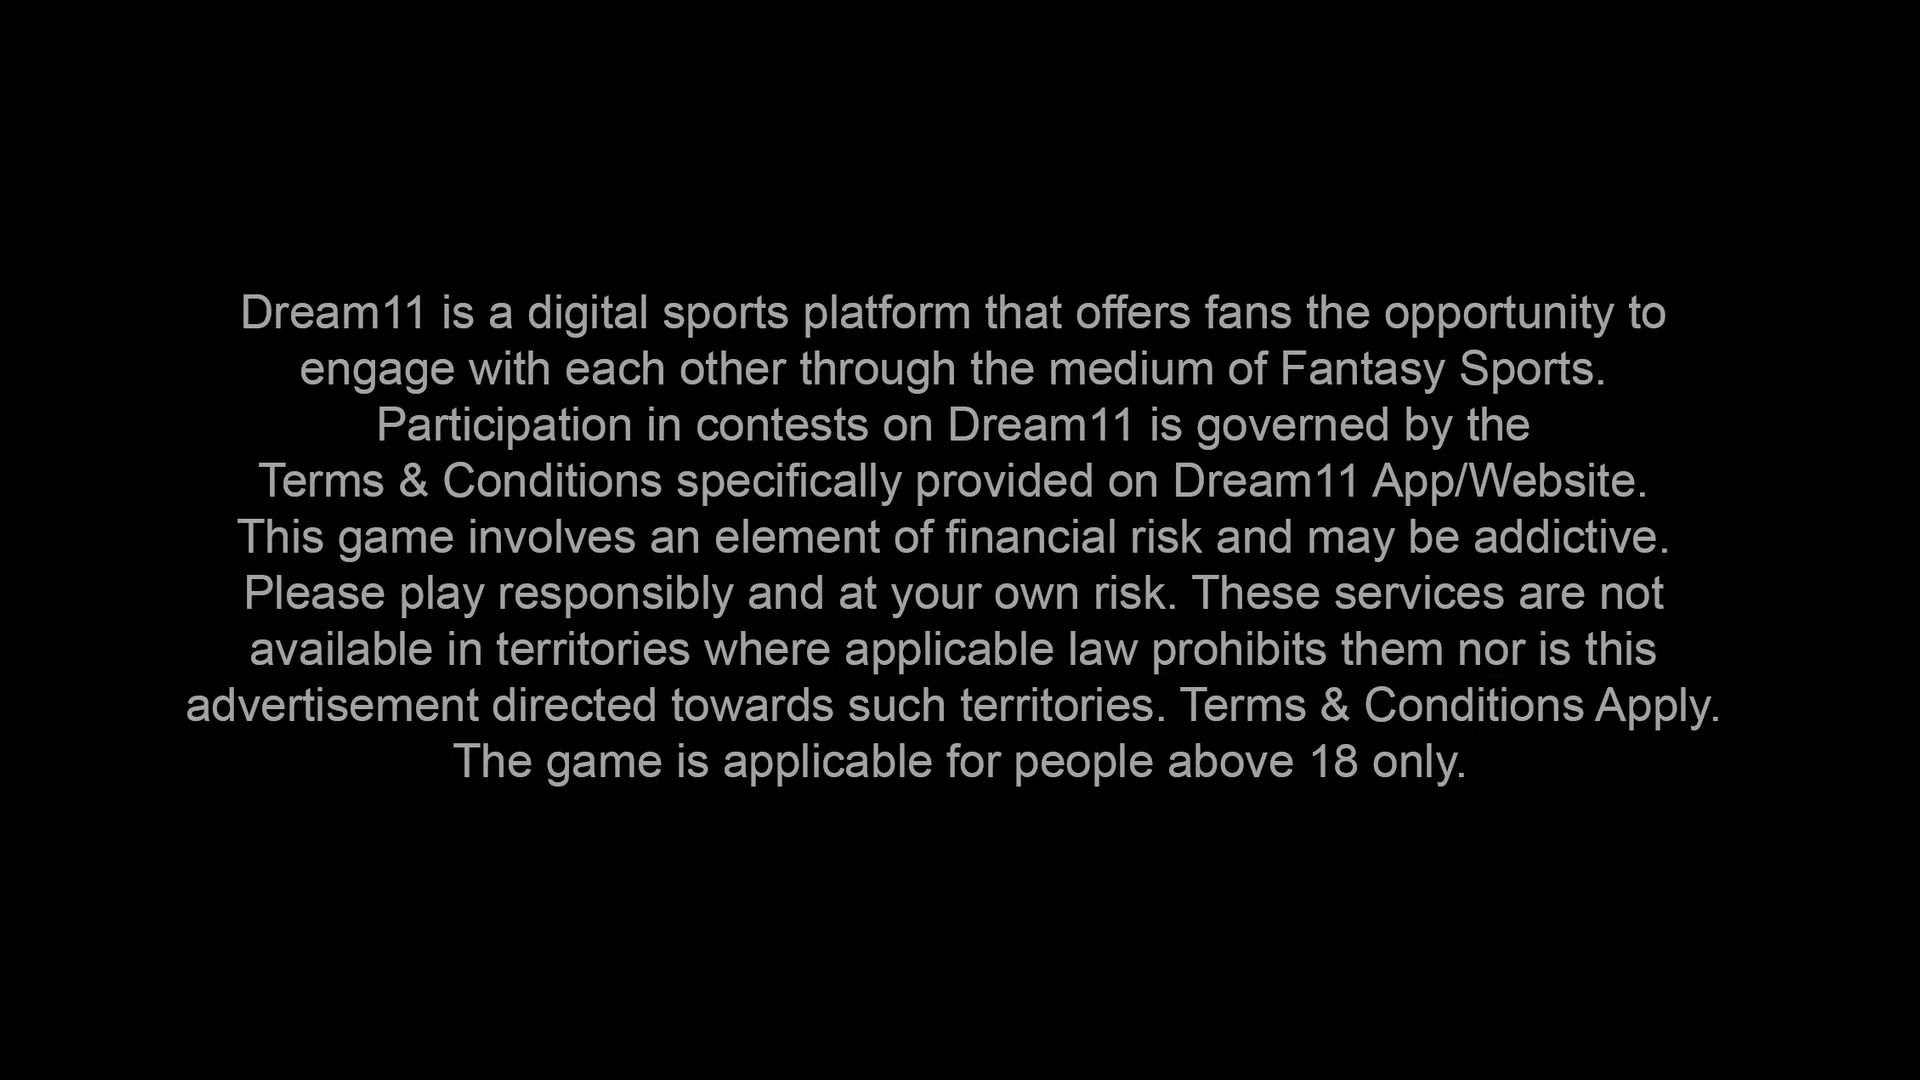 Dream11 is a digital sports platform that offers fans the opportunity to
engage with each other through the medium of Fantasy Sports.
Participation in contests on Dream11 is governed by the
Terms & Conditions specifically provided on Dream11 App/Website.
This game involves an element of financial risk and may be addictive.
Please play responsibly and at your own risk. These services are not
available in territories where applicable law prohibits them nor is this
advertisement directed towards such territories. Terms & Conditions Apply.
The game is applicable for people above 18 only.